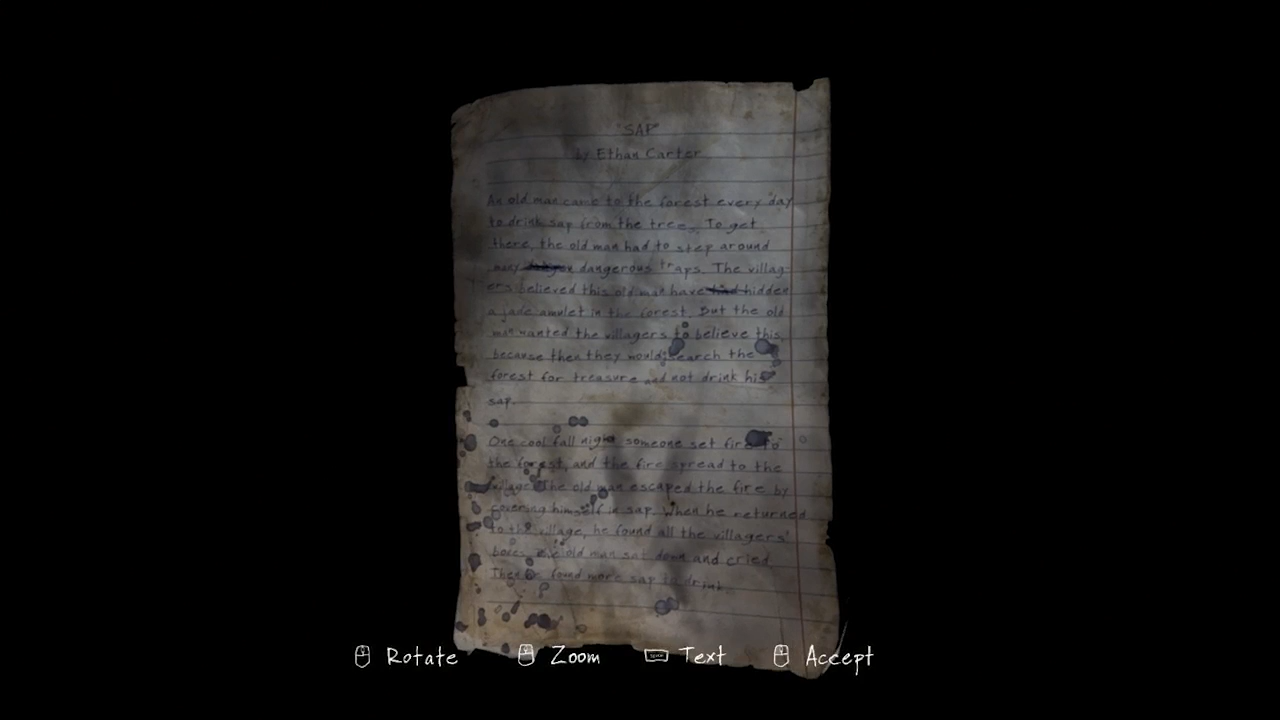 "SAP"
by Ethan Carter
An old man came to the forest every day
to drink sap from the trees. To get
there, the old man had to step around
many dangerous traps. The villag-
ers believed this old man have had hidden
a jade amulet in the forest. But the old
man wanted the villagers to believe this,
because then they would search the
forest for treasure and not drink his
sap.
One cool fall night someone set fire to
the forest, and the fire spread to the
village. The old man escaped the fire by
covering himself in sap. When he returned
to the village, he found all the villagers'
bones. The old man sat down and cried.
Then he found more sap to drink.
Rotate Zoom Text Accept